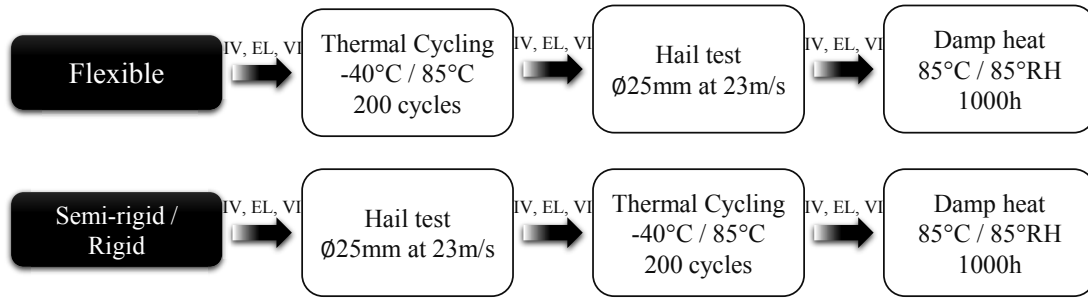 Flexible
IV, EL, VI
Thermal Cycling
-40°C / 85°C
200 cycles
IV, EL, VI
Hail test
Ø25mm at 23m/s
IV, EL, VI
Damp heat
85°C / 85°RH
1000h
Semi-rigid /
Rigid
IV, EL, VI
Hail test
Ø25mm at 23m/s
IV, EL, VI
Thermal Cycling
-40°C / 85°C
200 cycles
IV, EL, VI
Damp heat
85°C / 85°RH
1000h